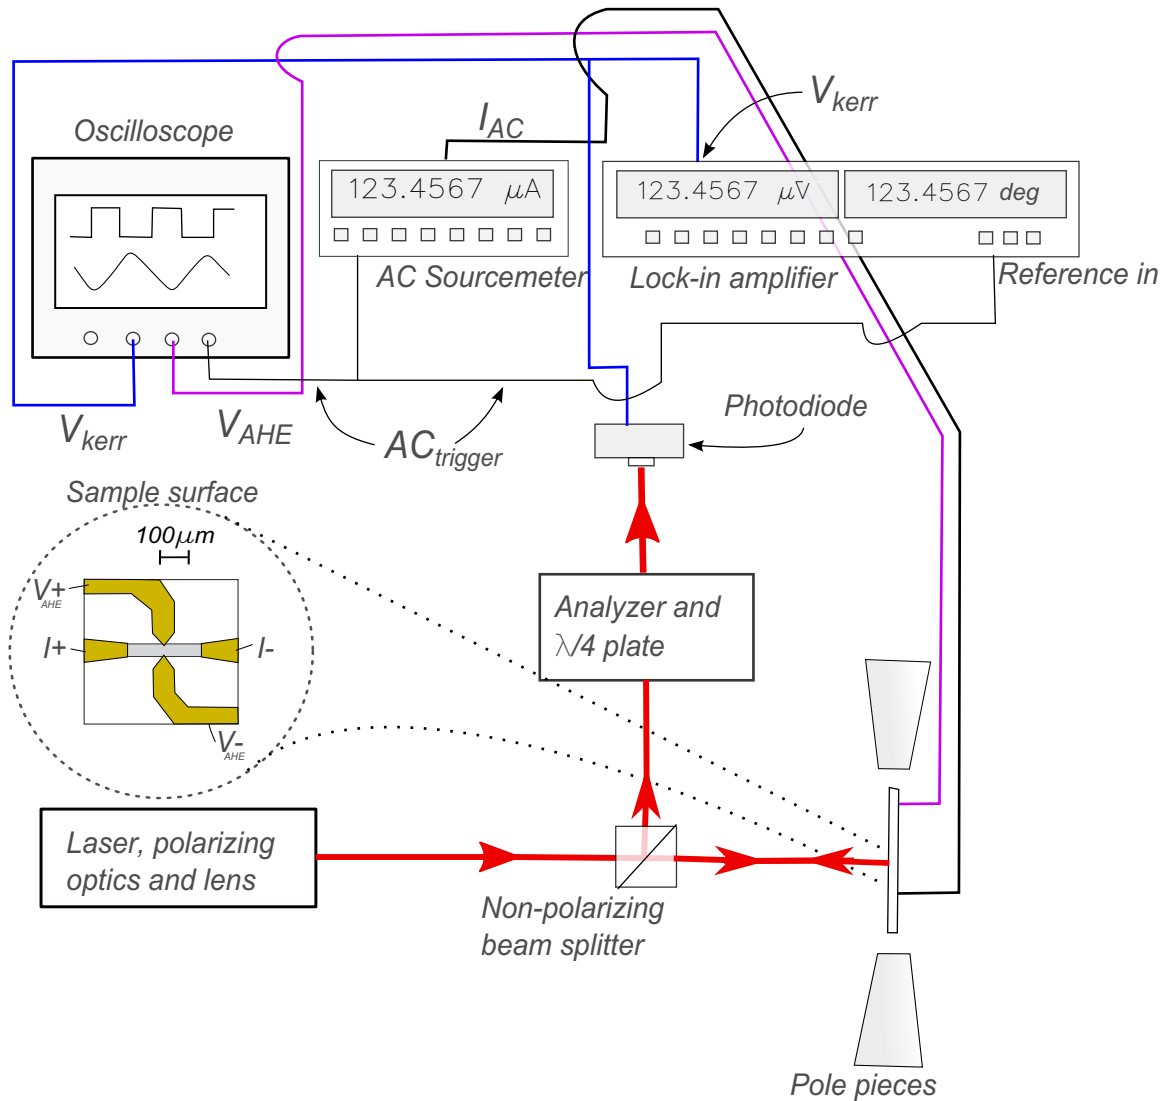 V_kerr
I_AC
Oscilloscope
123.4567 μA
123.4567 μV
123.4567 deg
AC Sourcemeter
Lock-in amplifier
Reference in
V_kerr
V_AHE
AC_trigger
Photodiode
Sample surface
100μm
V+
AHE
I+
I-
V-
AHE
Analyzer and
λ/4 plate
Laser, polarizing
optics and lens
Non-polarizing
beam splitter
Pole pieces